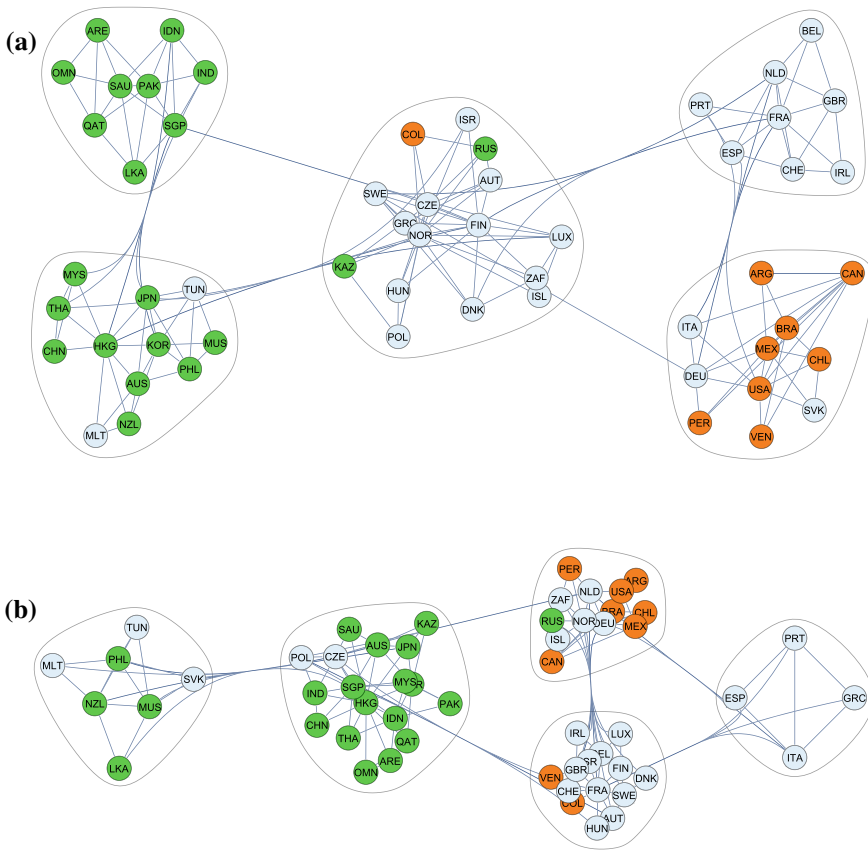 (a)
ARE
IDN
OMN
SAU
PAK
IND
QAT
SGP
LKA
MYS
THA
JPN
TUN
CHN
HKG
KOR
MUS
AUS
PHL
NZL
MLT
COL
ISR
RUS
SWE
CZE
AUT
GRC
NOR
FIN
LUX
KAZ
HUN
ZAF
ISL
DNK
POL
BEL
NLD
PRT
GBR
FRA
ESP
CHE
IRL
ARG
CAN
ITA
BRA
MEX
CHL
DEU
USA
SVK
PER
VEN
(b)
TUN
MLT
PHL
SVK
NZL
MUS
LKA
SAU
KAZ
AUS
JPN
POL
CZE
IND
SGP
MYS
HKG
PAK
CHN
IDN
THA
QAT
ARE
OMN
PER
NLD
USA
ARG
ZAF
RUS
NOR
BRA
CHL
DEU
MEX
ISL
CAN
IRL
LUX
GBR
FIN
VEN
DNK
CHE
FRA
SWE
COL
AUT
HUN
PRT
ESP
GRC
ITA